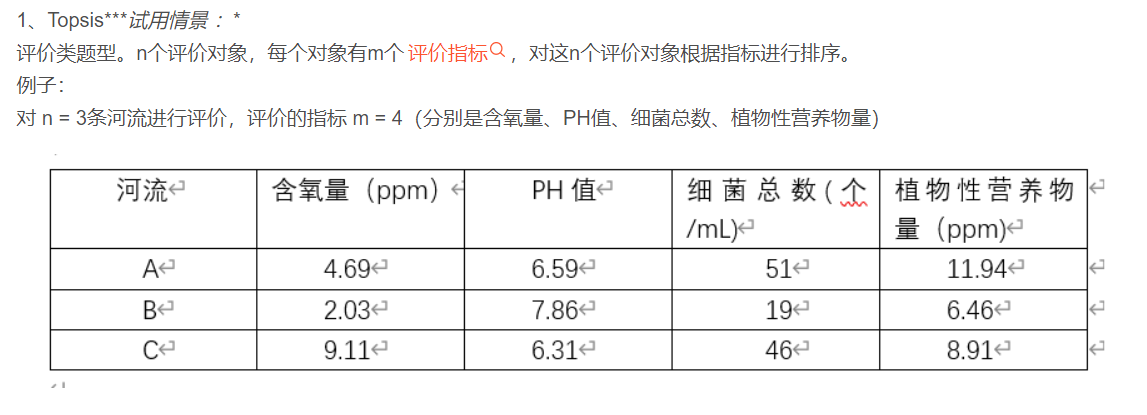 1、Topsis***试用情景：*
评价类题型。n个评价对象，每个对象有m个 评价指标 ，对这n个评价对象根据指标进行排序。
例子：
对 n = 3条河流进行评价，评价的指标 m = 4（分别是含氧量、PH值、细菌总数、植物性营养物量）
河流 含氧量（ppm） PH 值 细菌总数(个 植物性营养物
/mL) 量（ppm)
A 4.69 6.59 51 11.94
B 2.03 7.86 19 6.46
C 9.11 6.31 46 8.91